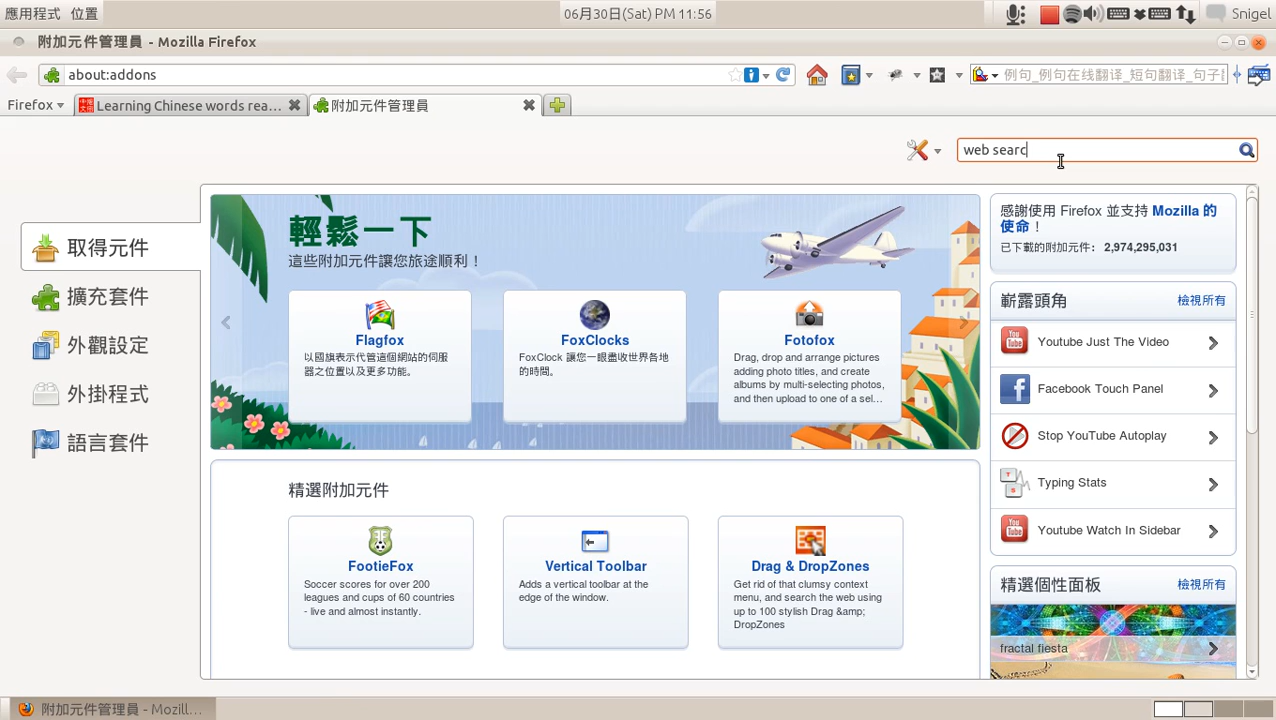 應用程式 位置
06月30日(Sat) PM 11:56
Snigel
附加元件管理員 - Mozilla Firefox
about:addons
例句_例句在线翻译_短句翻译_句子
Firefox
Learning Chinese words rea...
附加元件管理員
web searc
取得元件
擴充套件
外觀設定
外掛程式
語言套件
輕鬆一下
這些附加元件讓您旅途順利！
Flagfox
以國旗表示代管這個網站的伺服
器之位置以及更多功能。
FoxClocks
FoxClock 讓您一眼盡收世界各地
的時間。
Fotofox
Drag, drop and arrange pictures
adding photo titles, and create
albums by multi-selecting photos,
and then upload to one of a sel...
精選附加元件
FootieFox
Soccer scores for over 200
leagues and cups of 60 countries
- live and almost instantly.
Vertical Toolbar
Adds a vertical toolbar at the
edge of the window.
Drag & DropZones
Get rid of that clumsy context
menu, and search the web using
up to 100 stylish Drag &amp;
DropZones
感謝使用 Firefox 並支持 Mozilla 的
使命！
已下載的附加元件： 2,974,295,031
嶄露頭角 檢視所有
Youtube Just The Video
Facebook Touch Panel
Stop YouTube Autoplay
Typing Stats
Youtube Watch In Sidebar
精選個性面板 檢視所有
fractal fiesta
附加元件管理員 - Mozill...